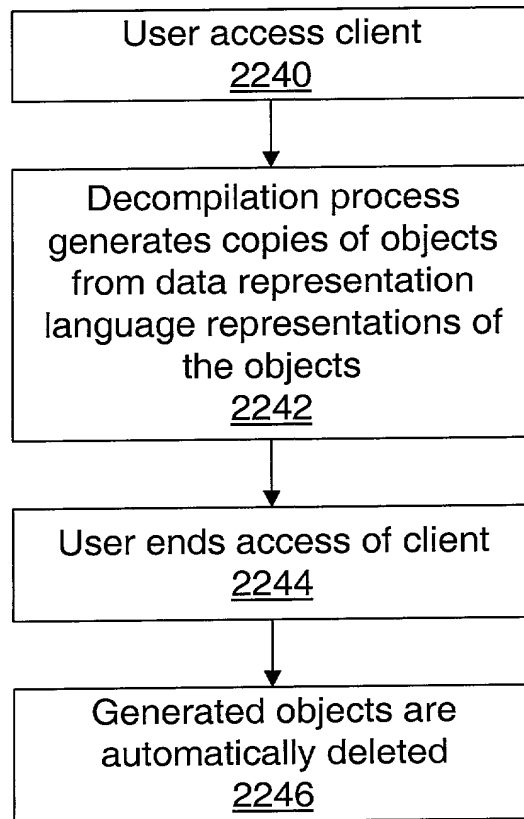 User access client
2240
Decompilation process
generates copies of objects
from data representation
language representations of
the objects
2242
User ends access of client
2244
Generated objects are
automatically deleted
2246